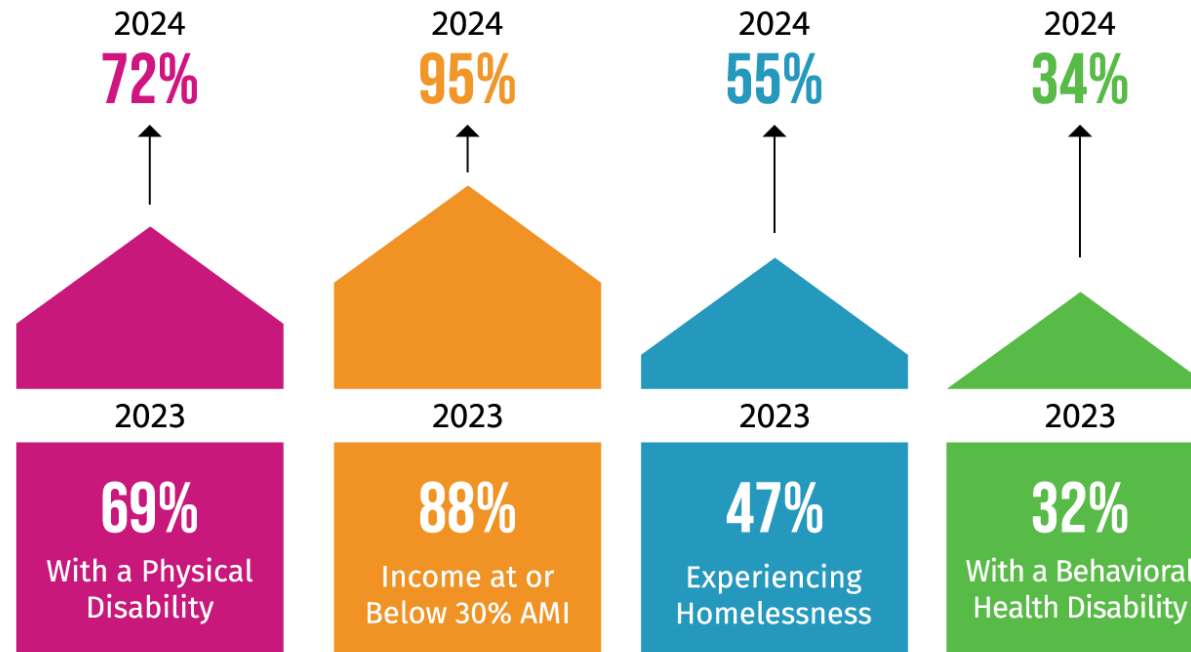 2024
72%
2023
69%
With a Physical
Disability
2024
95%
2023
88%
Income at or
Below 30% AMI
2024
55%
2023
47%
Experiencing
Homelessness
2024
34%
2023
32%
With a Behavioral
Health Disability